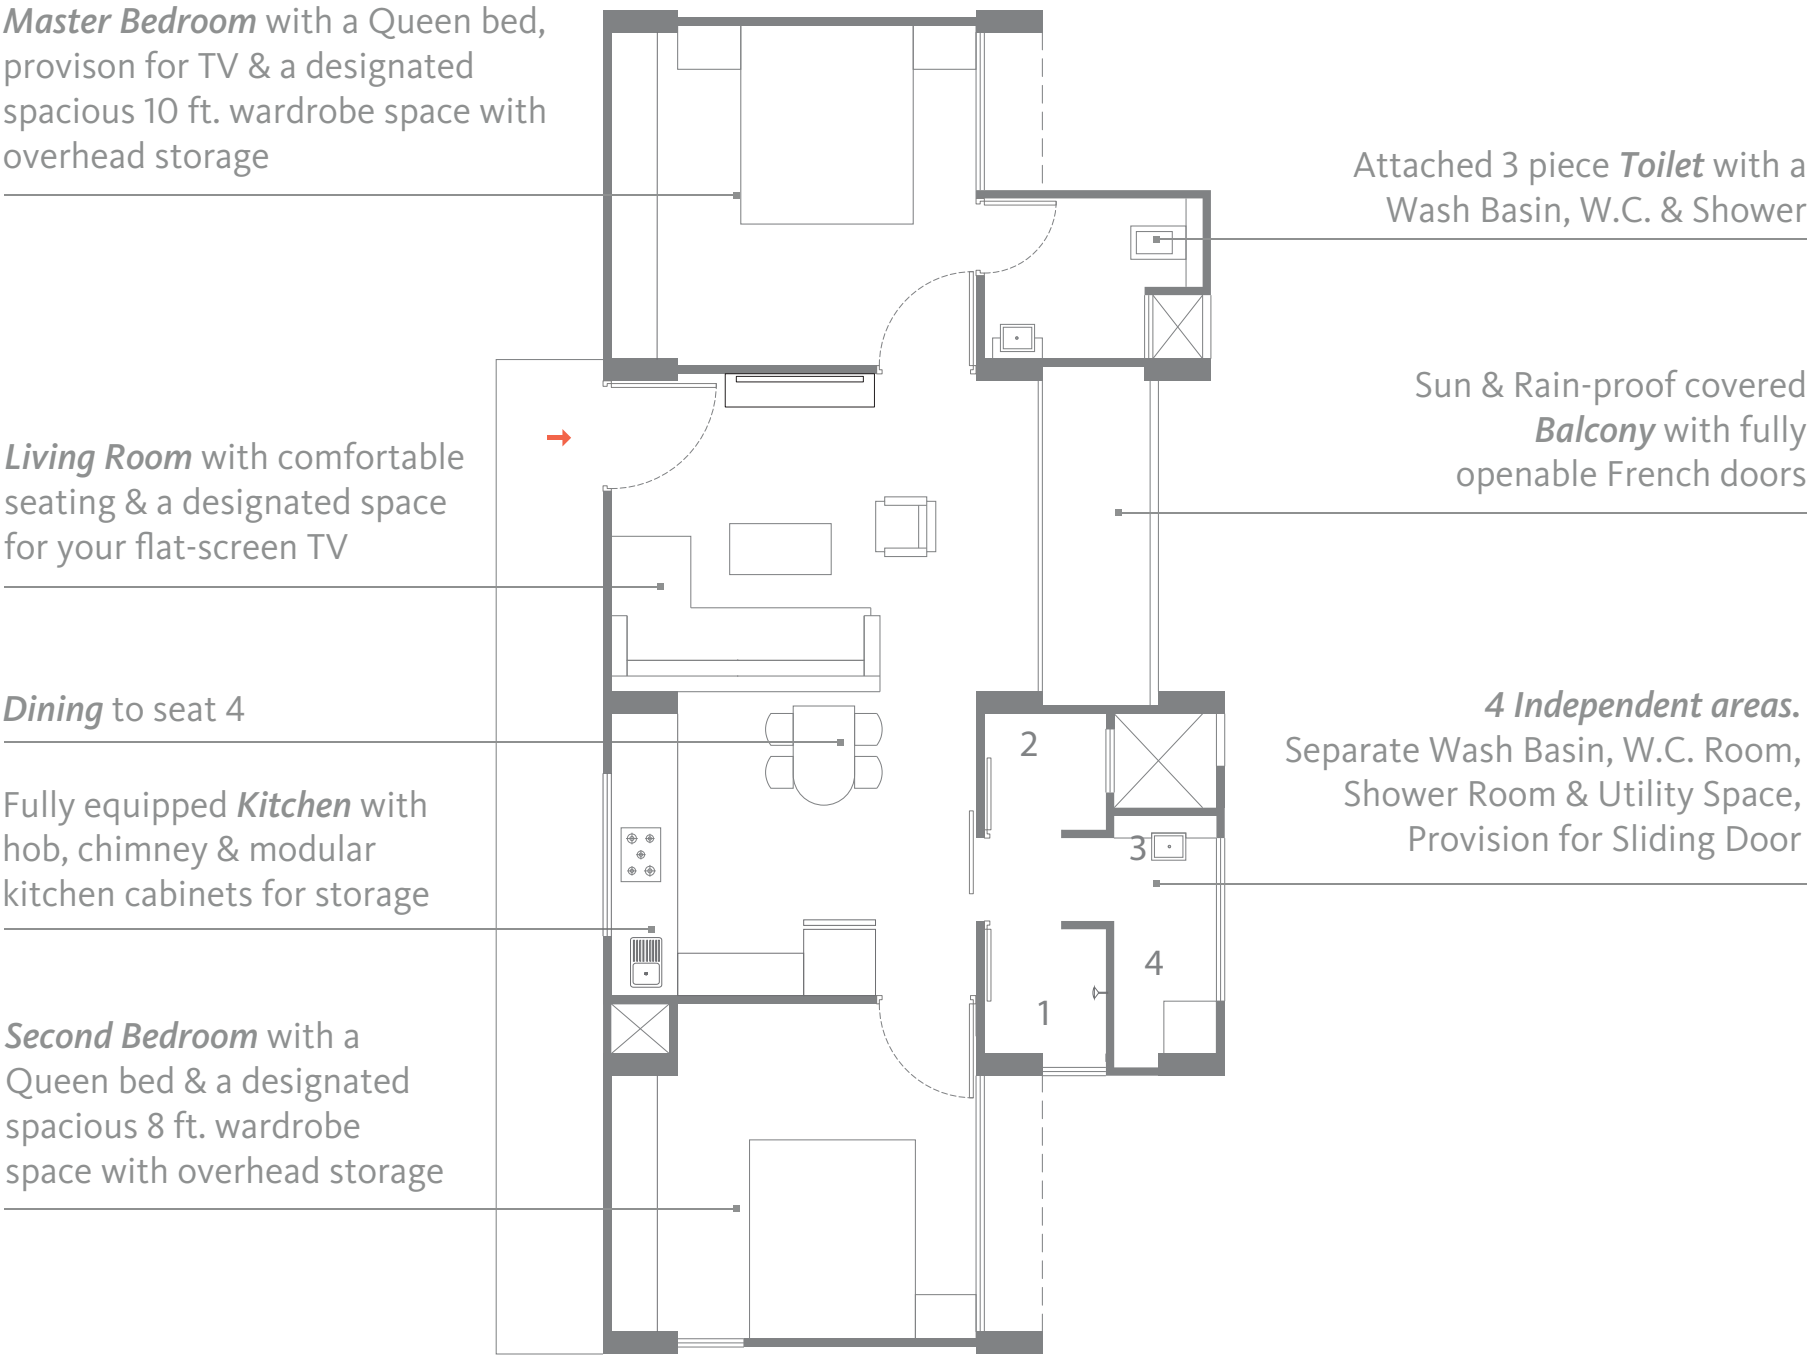 Master Bedroom with a Queen bed,
provison for TV & a designated
spacious 10 ft. wardrobe space with
overhead storage
Attached 3 piece Toilet with a
Wash Basin, W.C. & Shower
Sun & Rain-proof covered
Balcony with fully
openable French doors
Living Room with comfortable
seating & a designated space
for your flat-screen TV
Dining to seat 4
4 Independent areas.
Separate Wash Basin, W.C. Room,
Shower Room & Utility Space,
Provision for Sliding Door
Fully equipped Kitchen with
hob, chimney & modular
kitchen cabinets for storage
Second Bedroom with a
Queen bed & a designated
spacious 8 ft. wardrobe
space with overhead storage
2
3
4
1